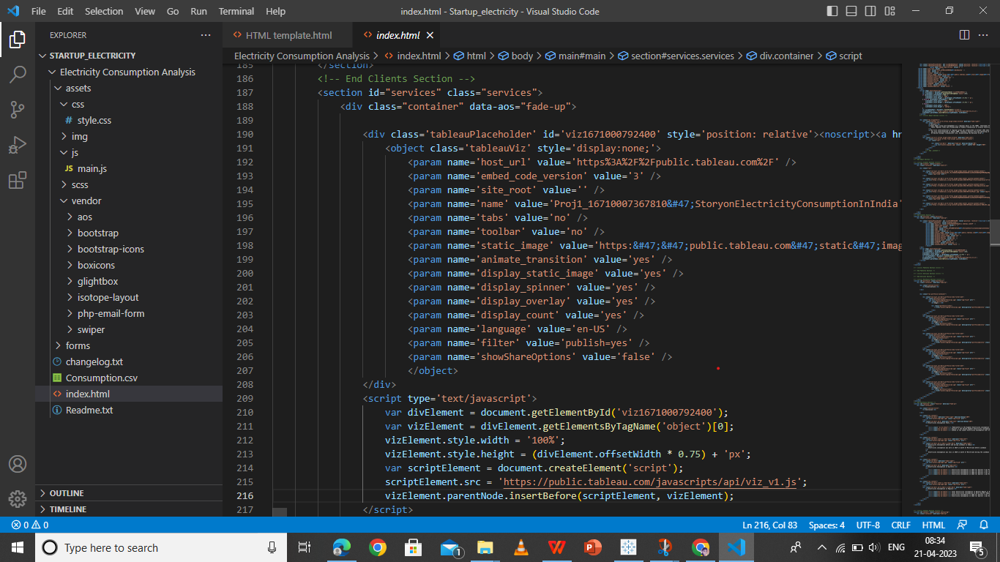 File Edit Selection View Go Run Terminal Help
index.html - Startup_electricity - Visual Studio Code
EXPLORER
STARTUP_ELECTRICITY
Electricity Consumption Analysis
assets
css
# style.css
img
js
JS main.js
scss
vendor
aos
bootstrap
bootstrap-icons
boxicons
glightbox
isotope-layout
php-email-form
swiper
forms
changelog.txt
Consumption.csv
<> index.html
Readme.txt
OUTLINE
TIMELINE
<> HTML template.html
<> index.html
Electricity Consumption Analysis > <> index.html > html > body > main#main > section#services.services > div.container > script
185 </section>
186 <!-- End Clients Section -->
187 <section id="services" class="services">
188 <div class="container" data-aos="fade-up">
189
190 <div class='tableauPlaceholder' id='viz1671000792400' style='position: relative'><noscript><a hr
191 <object class='tableauViz' style='display:none;'>
192 <param name='host_url' value='https%3A%2F%2Fpublic.tableau.com%2F' />
193 <param name='embed_code_version' value='3' />
194 <param name='site_root' value='' />
195 <param name='name' value='Proj1_16710007367810&#47;StoryonElectricityConsumptionInIndia'
196 <param name='tabs' value='no' />
197 <param name='toolbar' value='no' />
198 <param name='static_image' value='https:&#47;&#47;public.tableau.com&#47;static&#47;imag
199 <param name='animate_transition' value='yes' />
200 <param name='display_static_image' value='yes' />
201 <param name='display_spinner' value='yes' />
202 <param name='display_overlay' value='yes' />
203 <param name='display_count' value='yes' />
204 <param name='language' value='en-US' />
205 <param name='filter' value='publish=yes' />
206 <param name='showShareOptions' value='false' />
207 </object>
208 </div>
209 <script type='text/javascript'>
210 var divElement = document.getElementById('viz1671000792400');
211 var vizElement = divElement.getElementsByTagName('object')[0];
212 vizElement.style.width = '100%';
213 vizElement.style.height = (divElement.offsetWidth * 0.75) + 'px';
214 var scriptElement = document.createElement('script');
215 scriptElement.src = 'https://public.tableau.com/javascripts/api/viz_v1.js';
216 vizElement.parentNode.insertBefore(scriptElement, vizElement);
217 </script>
0 0
Ln 216, Col 83 Spaces: 4 UTF-8 CRLF HTML
Type here to search
1
W
P
ENG
08:34
21-04-2023
5